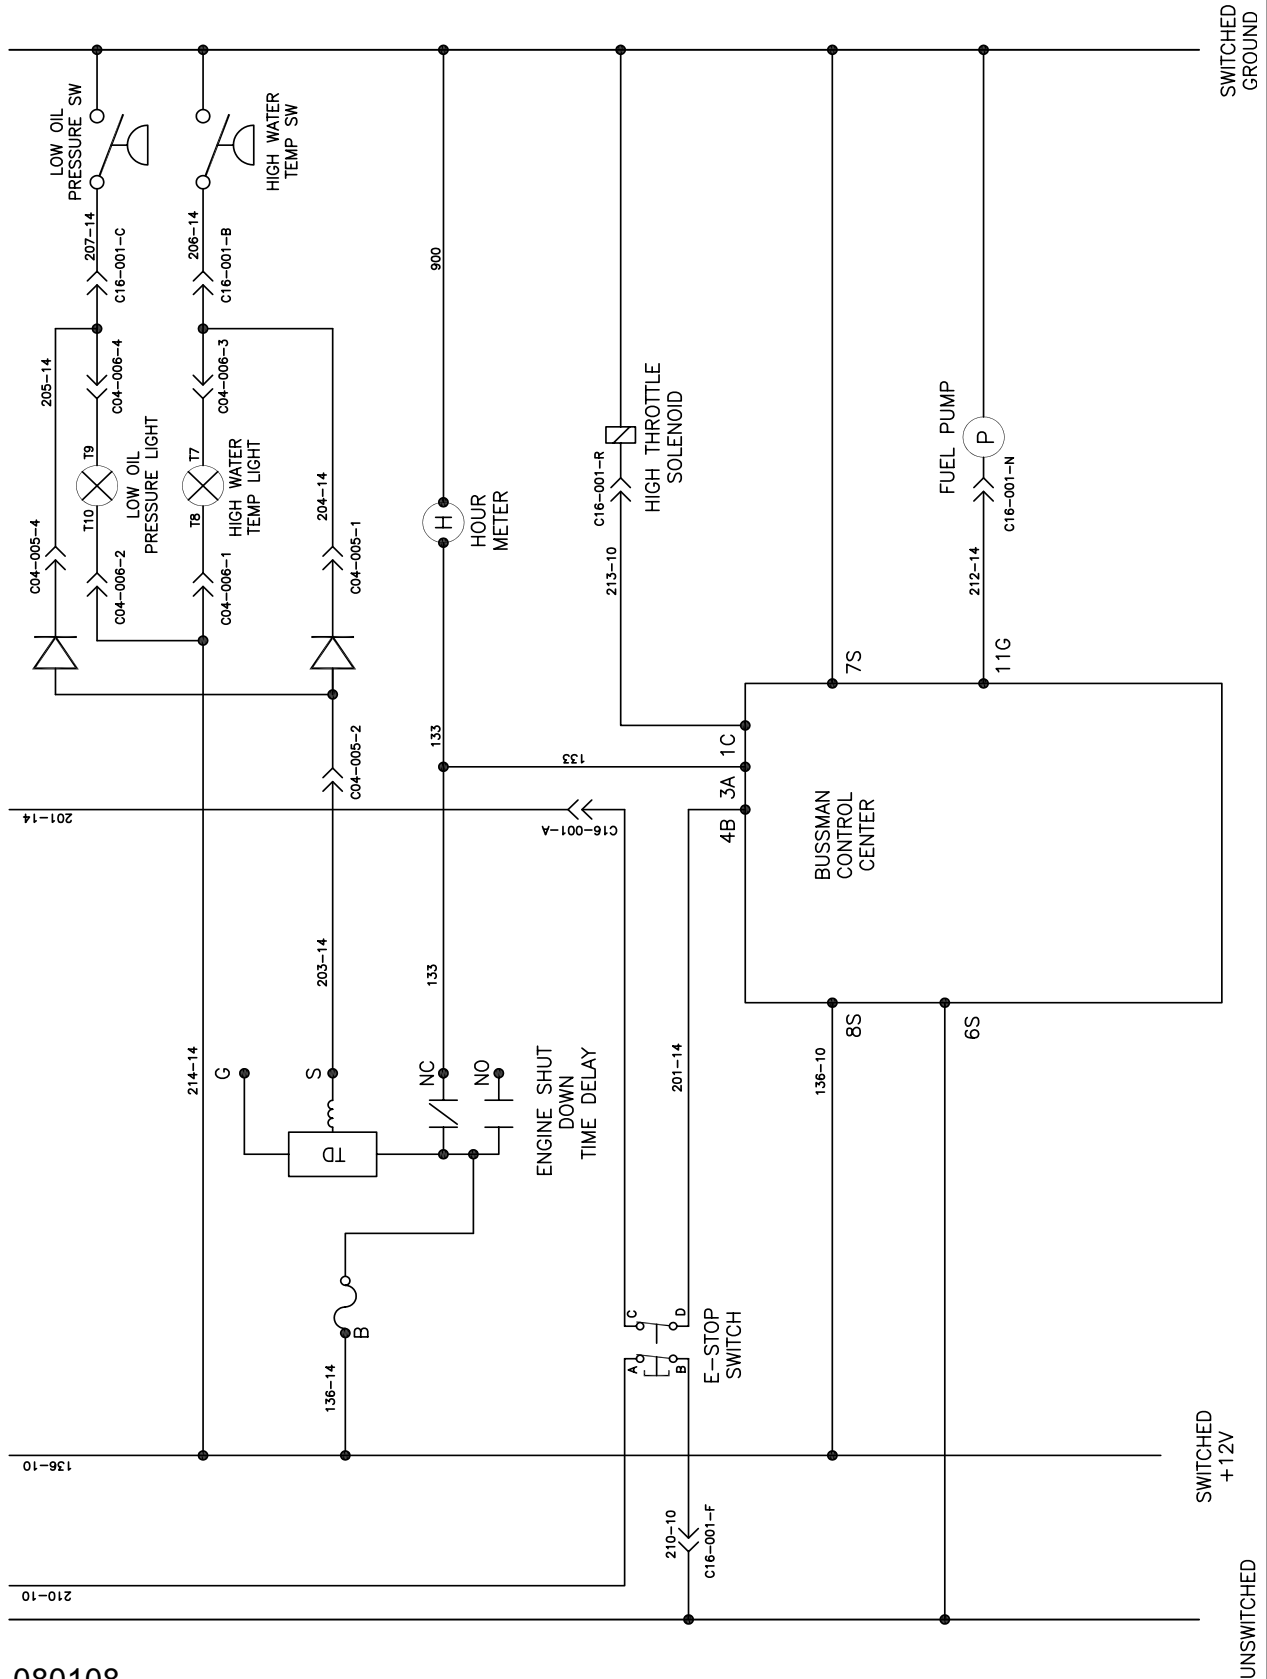 SWITCHED
GROUND
LOW OIL
PRESSURE SW
HIGH WATER
TEMP SW
207-14
C16-001-C
206-14
C16-001-B
900
205-14
C04-006-4
C04-006-3
T9
T10
LOW OIL
PRESSURE LIGHT
T7
T8
HIGH WATER
TEMP LIGHT
204-14
C04-005-4
C04-006-2
C04-006-1
C04-005-1
H
HOUR
METER
C16-001-R
HIGH THROTTLE
SOLENOID
213-10
FUEL PUMP
P
C16-001-N
212-14
7S
11G
C04-005-2
133
133
1C
3A
4B
201-14
C16-001-A
BUSSMAN
CONTROL
CENTER
203-14
133
214-14
G
S
NC
NO
TD
ENGINE SHUT
DOWN
TIME DELAY
201-14
136-10
8S
6S
B
136-14
C
D
A
B
E-STOP
SWITCH
136-10
SWITCHED
+12V
210-10
C16-001-F
210-10
UNSWITCHED
080108